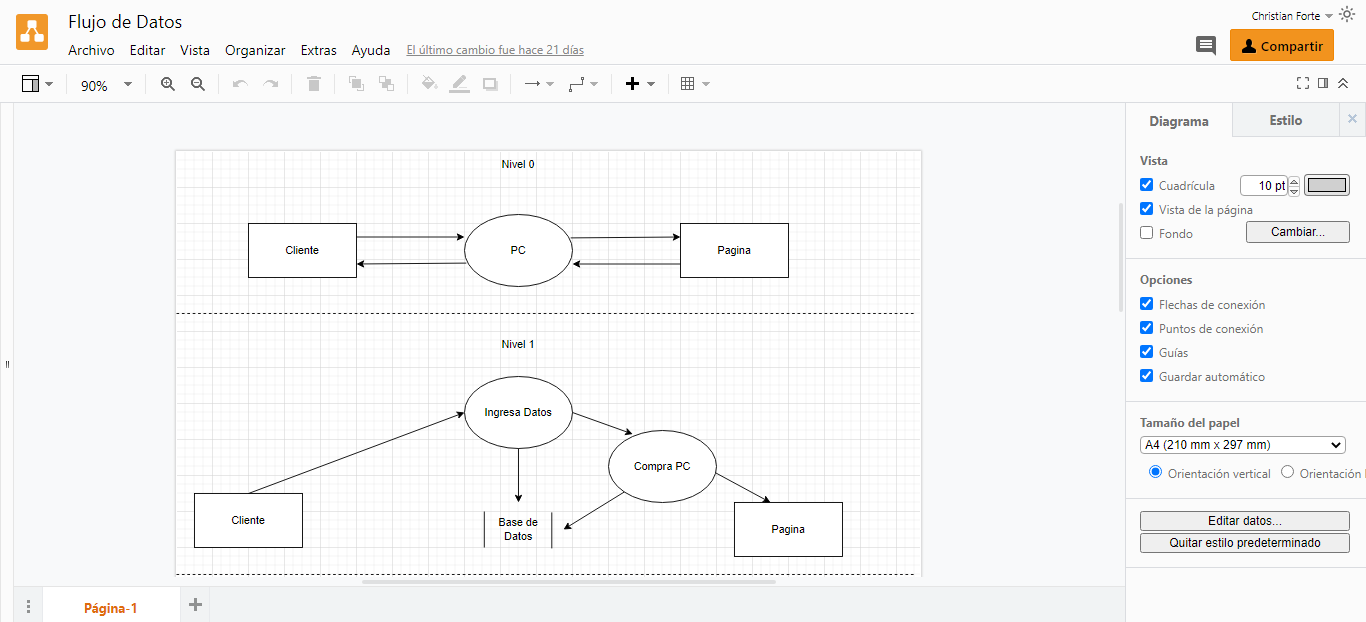 Flujo de Datos
Christian Forte
Archivo Editar Vista Organizar Extras Ayuda El último cambio fue hace 21 días
Compartir
90%
Diagrama Estilo
Vista
Cuadrícula 10 pt
Vista de la página
Fondo Cambiar...
Opciones
Flechas de conexión
Puntos de conexión
Guías
Guardar automático
Tamaño del papel
A4 (210 mm x 297 mm)
Orientación vertical Orientación
Editar datos...
Quitar estilo predeterminado
Nivel 0
Cliente PC Pagina
Nivel 1
Ingresa Datos
Compra PC
Cliente
Base de
Datos
Pagina
Página-1